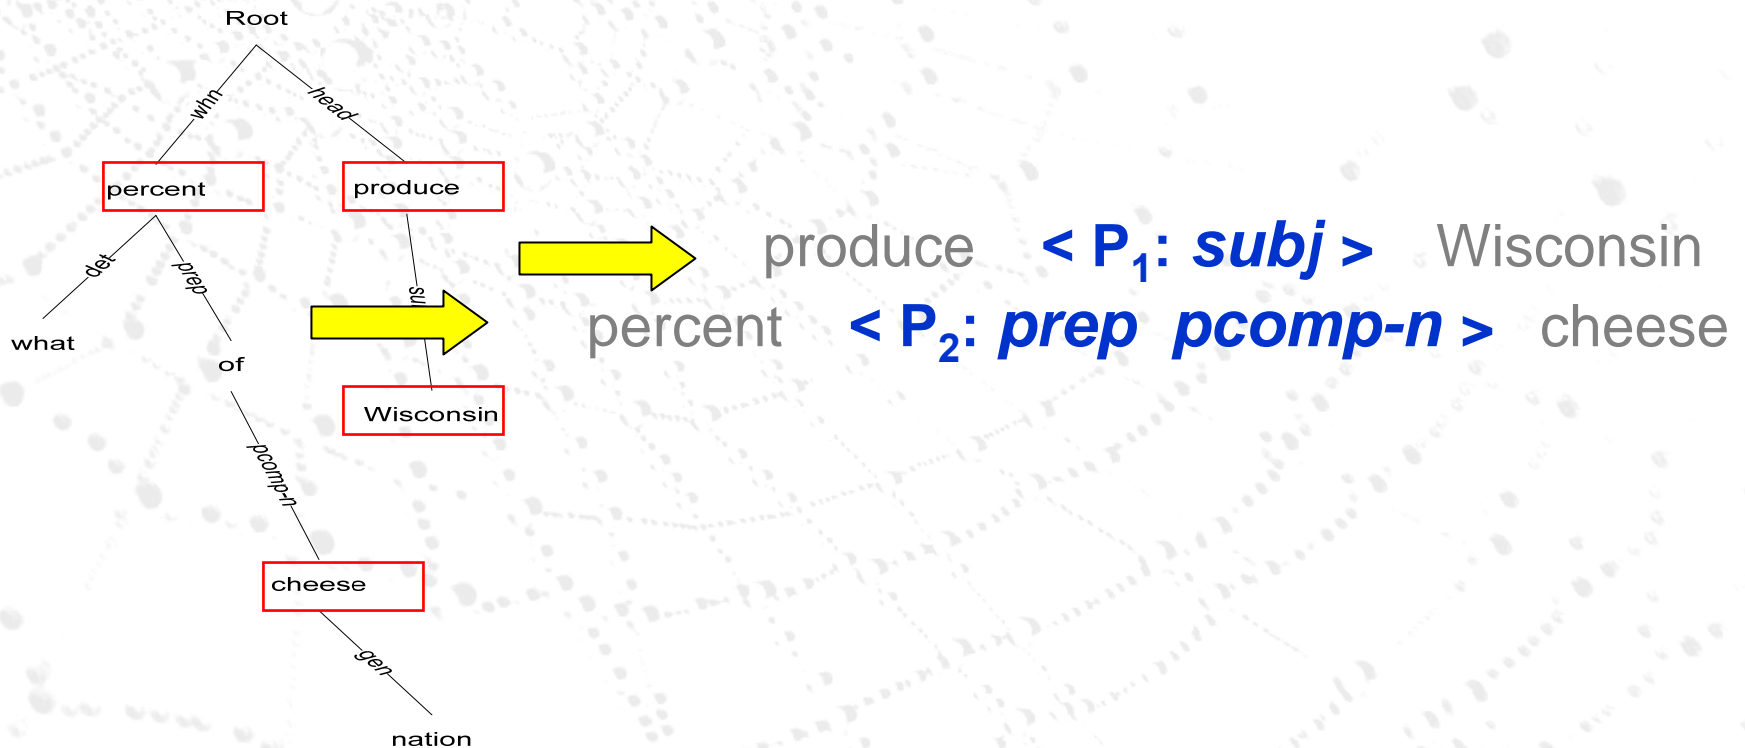 Root
whn
head
percent
produce
det
prep
produce < P1: subj > Wisconsin
percent < P2: prep pcomp-n > cheese
what
of
Wisconsin
pcomp-n
cheese
gen
nation